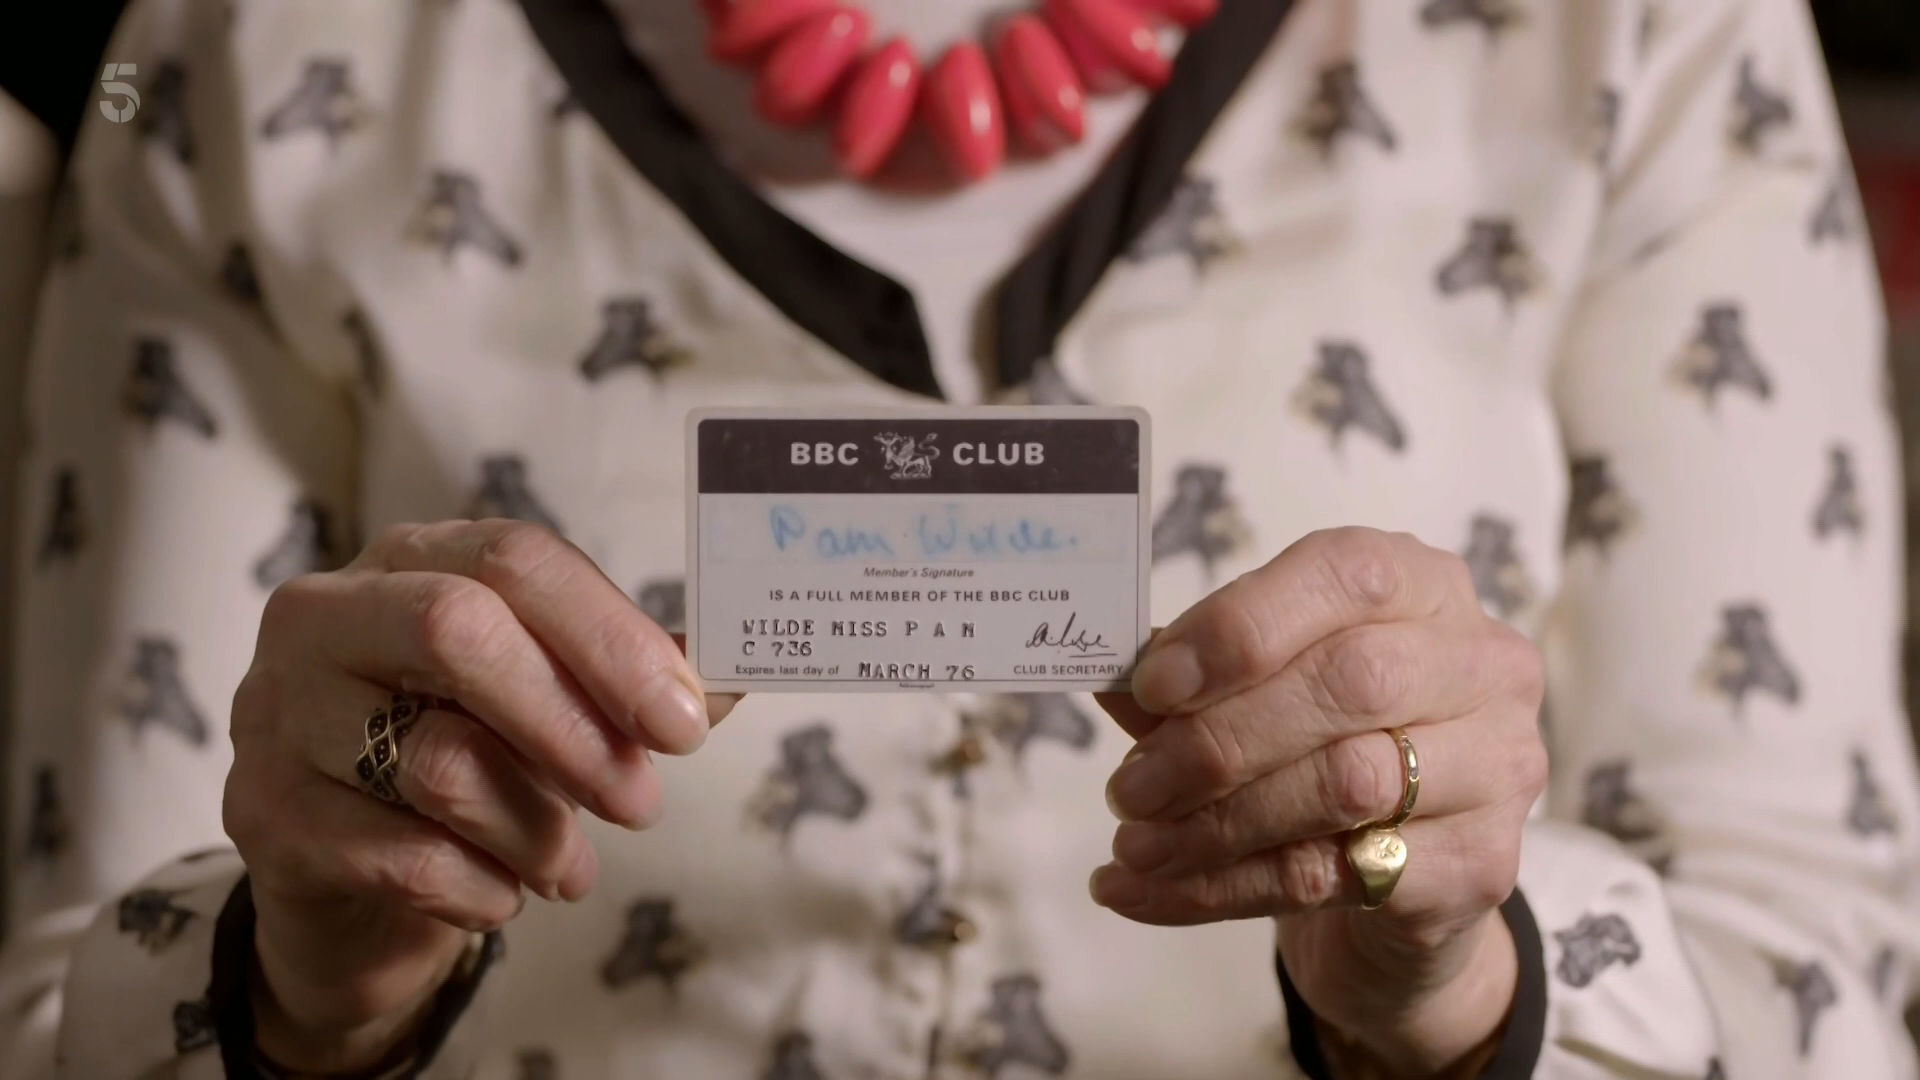 5
BBC CLUB
Pam Wilde.
Member's Signature
IS A FULL MEMBER OF THE BBC CLUB
WILDE MISS P A M
C 736
Expires last day of MARCH 76
CLUB SECRETARY